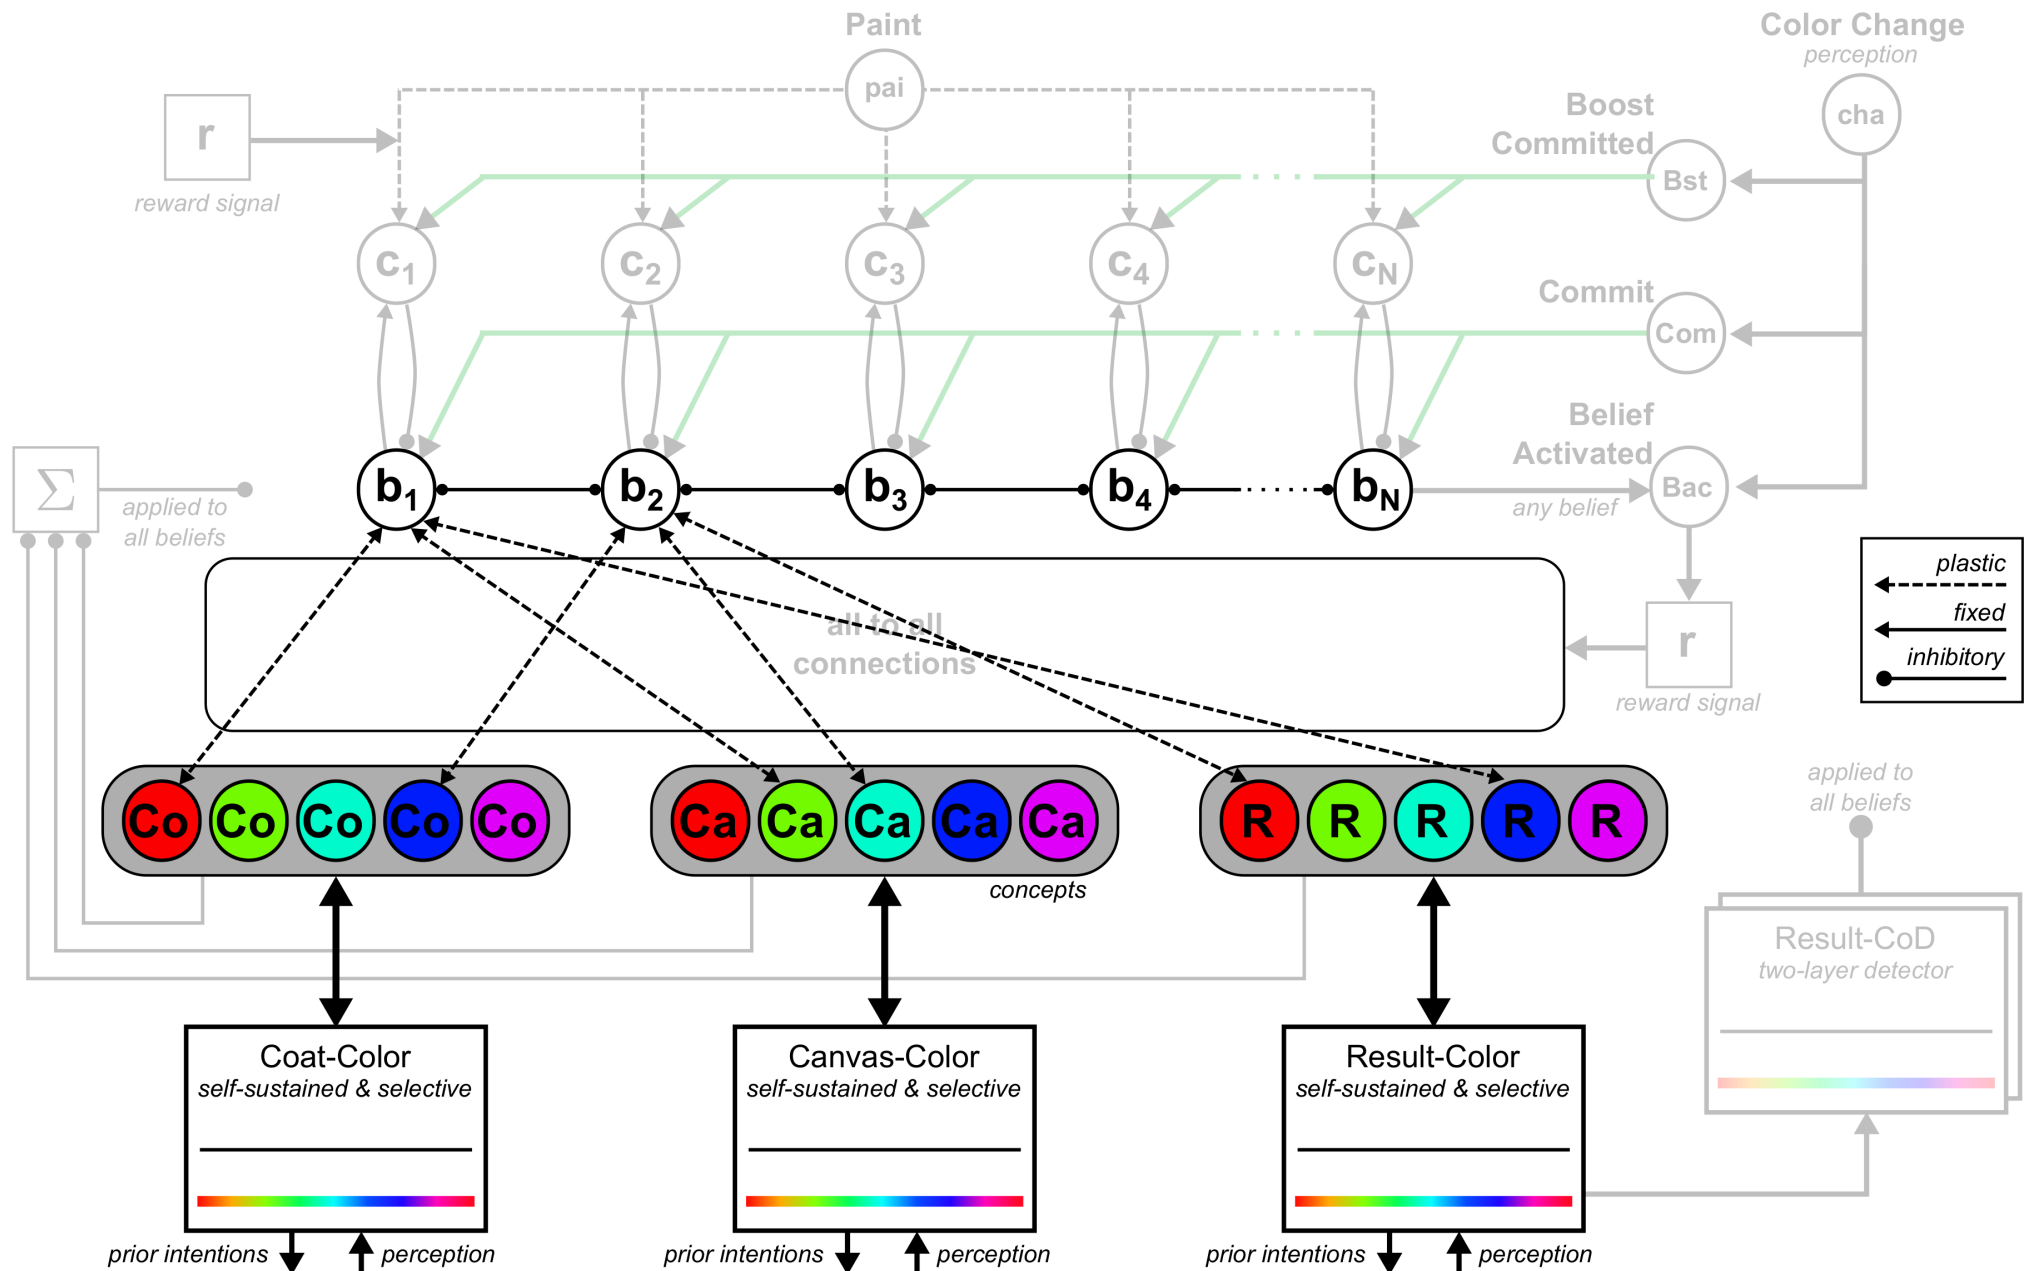 Paint
Color Change
perception
pai
cha
r
reward signal
Boost
Committed
Bst
c1
c2
c3
c4
cN
Commit
Com
Belief
Activated
Bac
any belief
Σ
applied to
all beliefs
b1
b2
b3
b4
bN
plastic
fixed
inhibitory
all to all
connections
r
reward signal
Co Co Co Co Co
Ca Ca Ca Ca Ca
R R R R R
concepts
applied to
all beliefs
Result-CoD
two-layer detector
Coat-Color
self-sustained & selective
Canvas-Color
self-sustained & selective
Result-Color
self-sustained & selective
prior intentions
perception
prior intentions
perception
prior intentions
perception